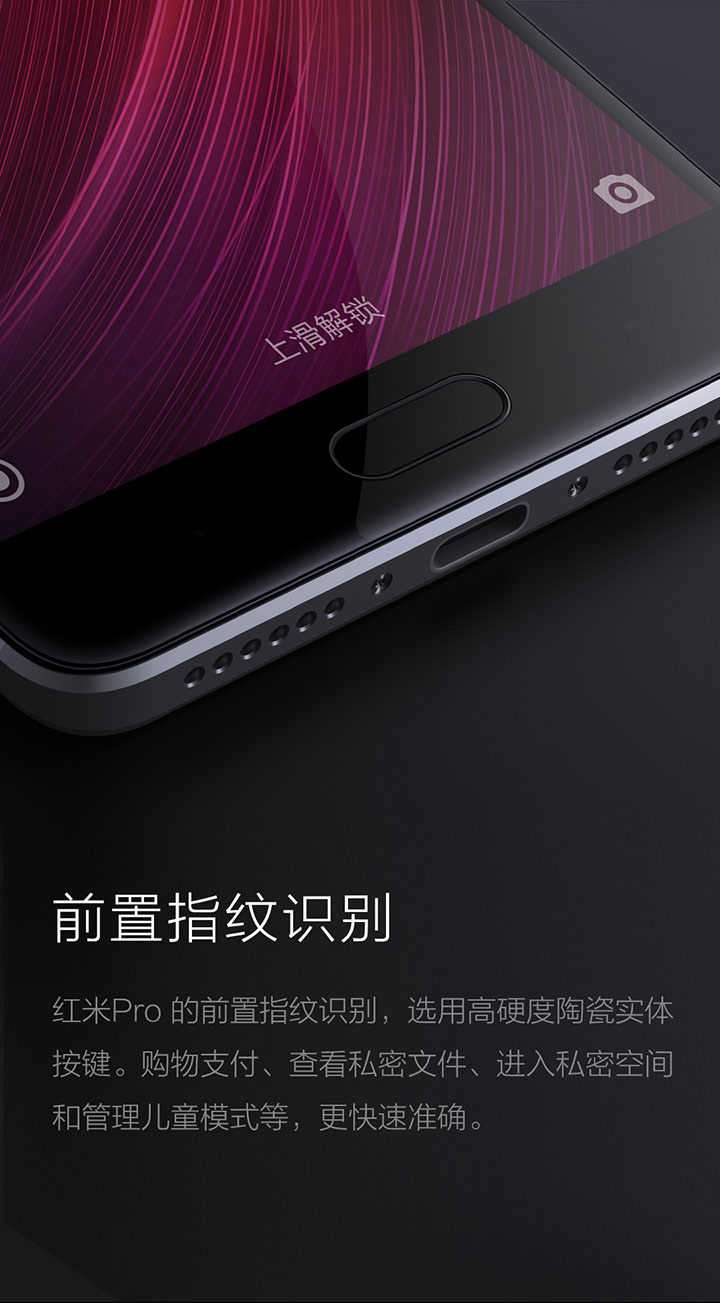 上滑解锁
前置指纹识别
红米Pro 的前置指纹识别，选用高硬度陶瓷实体
按键。购物支付、查看私密文件、进入私密空间
和管理儿童模式等，更快速准确。